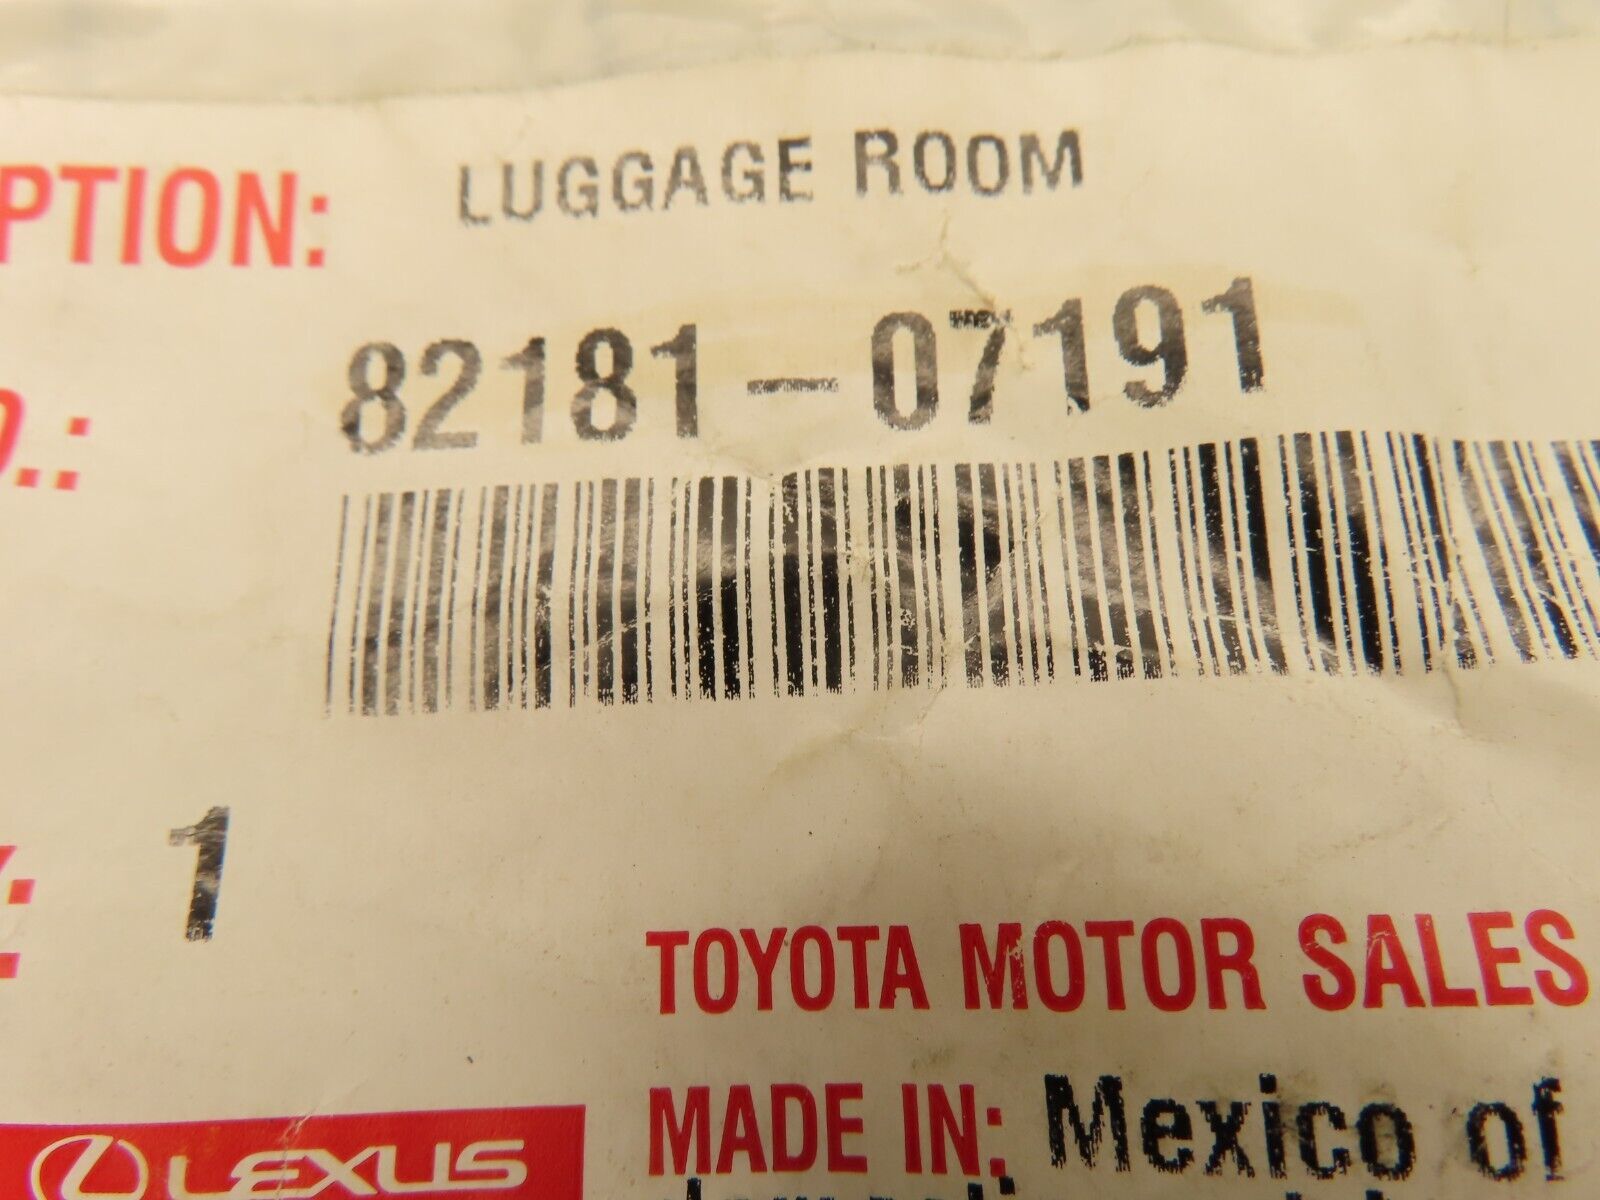 PTION: LUGGAGE ROOM
82181-07191
O.:
Y: 1
TOYOTA MOTOR SALES
MADE IN: Mexico of
LEXUS